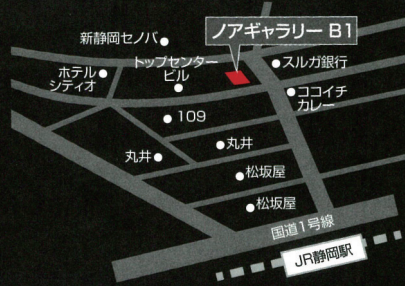 ノアギャラリー B1
新静岡セノバ
トップセンター
ビル
スルガ銀行
ホテル
シティオ
ココイチ
カレー
109
丸井
丸井
松坂屋
松坂屋
国道1号線
JR静岡駅